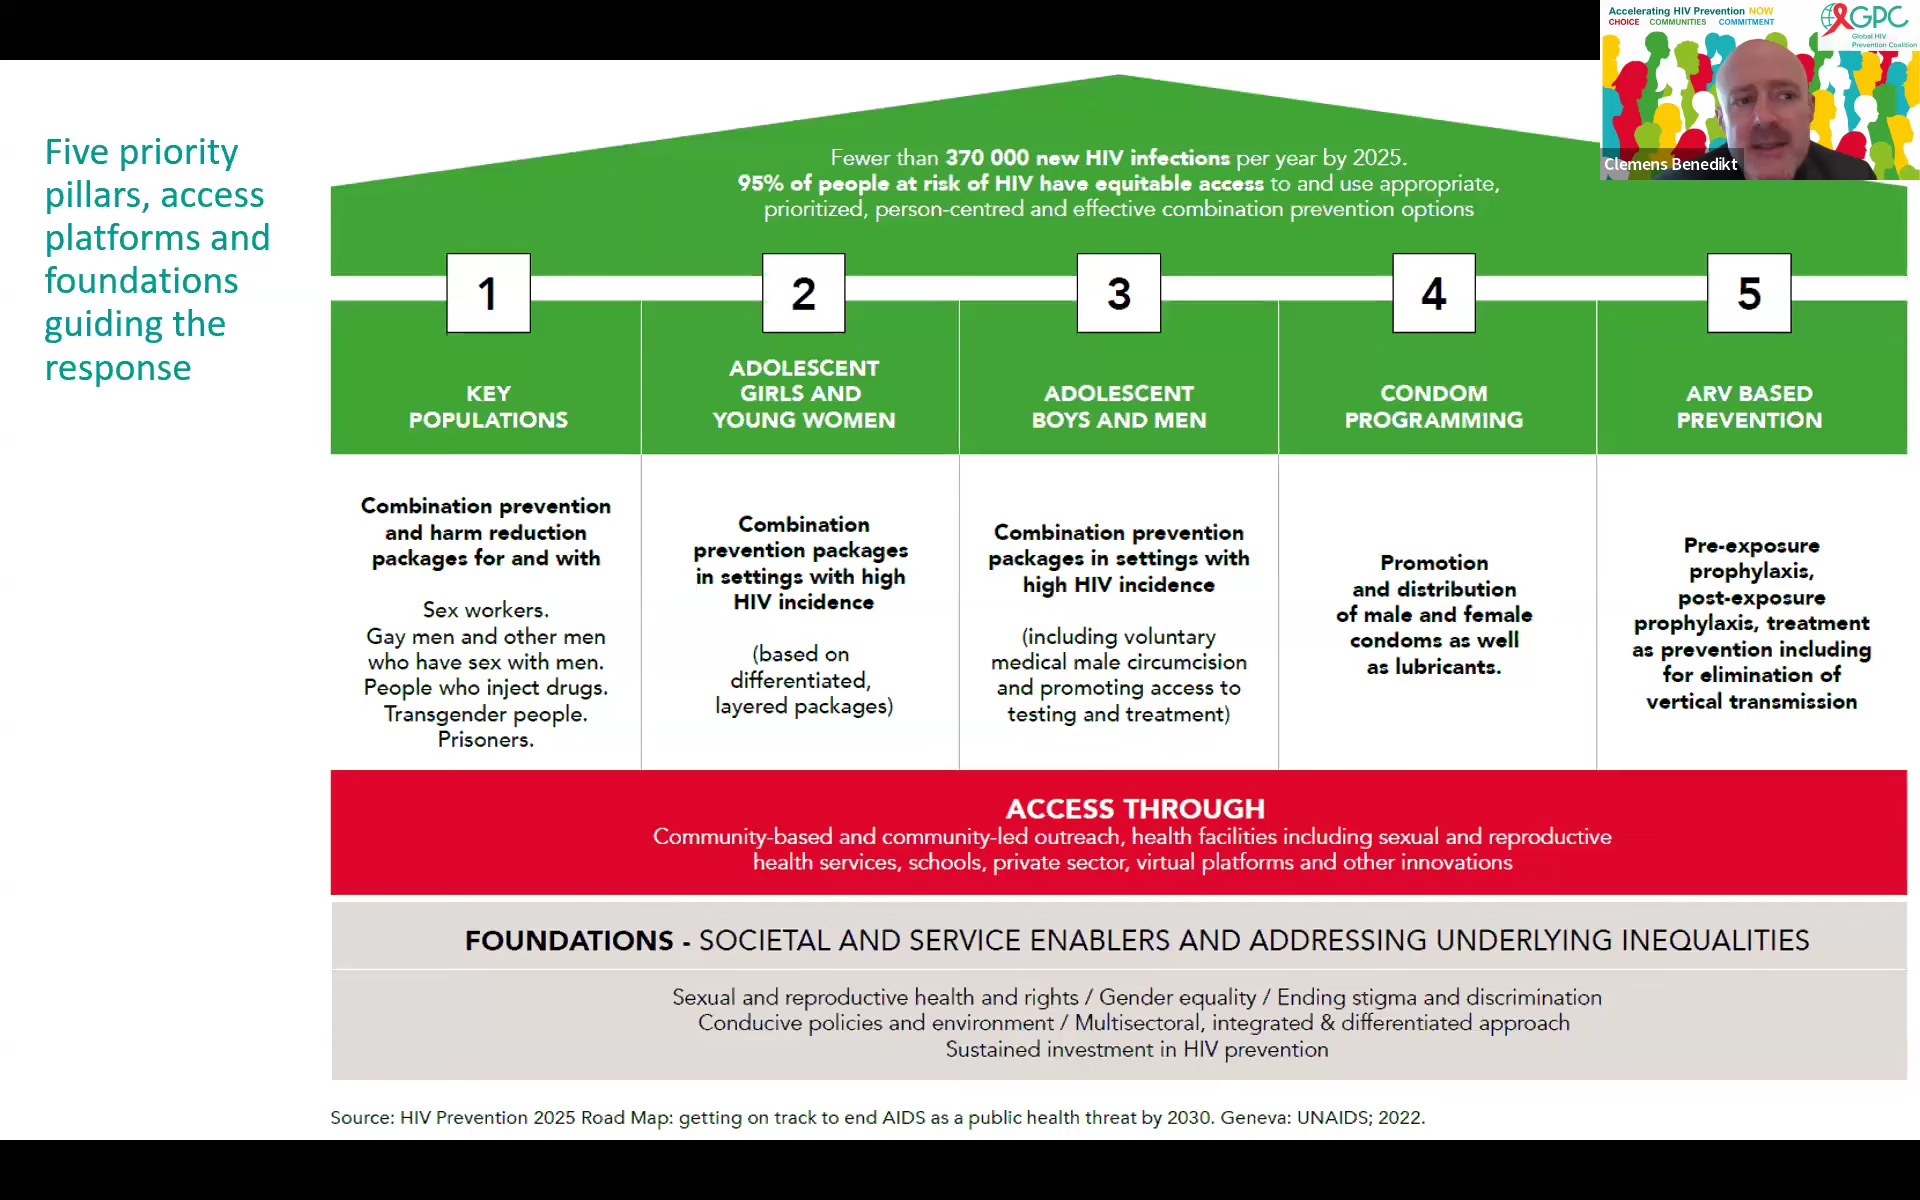 Accelerating HIV Prevention NOW
CHOICE COMMUNITIES COMMITMENT
GPC
Global HIV
Prevention Coalition
Clemens Benedikt
Five priority
pillars, access
platforms and
foundations
guiding the
response
Fewer than 370 000 new HIV infections per year by 2025.
95% of people at risk of HIV have equitable access to and use appropriate,
prioritized, person-centred and effective combination prevention options
1
KEY
POPULATIONS
Combination prevention
and harm reduction
packages for and with
Sex workers.
Gay men and other men
who have sex with men.
People who inject drugs.
Transgender people.
Prisoners.
2
ADOLESCENT
GIRLS AND
YOUNG WOMEN
Combination
prevention packages
in settings with high
HIV incidence
(based on
differentiated,
layered packages)
3
ADOLESCENT
BOYS AND MEN
Combination prevention
packages in settings with
high HIV incidence
(including voluntary
medical male circumcision
and promoting access to
testing and treatment)
4
CONDOM
PROGRAMMING
Promotion
and distribution
of male and female
condoms as well
as lubricants.
5
ARV BASED
PREVENTION
Pre-exposure
prophylaxis,
post-exposure
prophylaxis, treatment
as prevention including
for elimination of
vertical transmission
ACCESS THROUGH
Community-based and community-led outreach, health facilities including sexual and reproductive
health services, schools, private sector, virtual platforms and other innovations
FOUNDATIONS - SOCIETAL AND SERVICE ENABLERS AND ADDRESSING UNDERLYING INEQUALITIES
Sexual and reproductive health and rights / Gender equality / Ending stigma and discrimination
Conducive policies and environment / Multisectoral, integrated & differentiated approach
Sustained investment in HIV prevention
Source: HIV Prevention 2025 Road Map: getting on track to end AIDS as a public health threat by 2030. Geneva: UNAIDS; 2022.